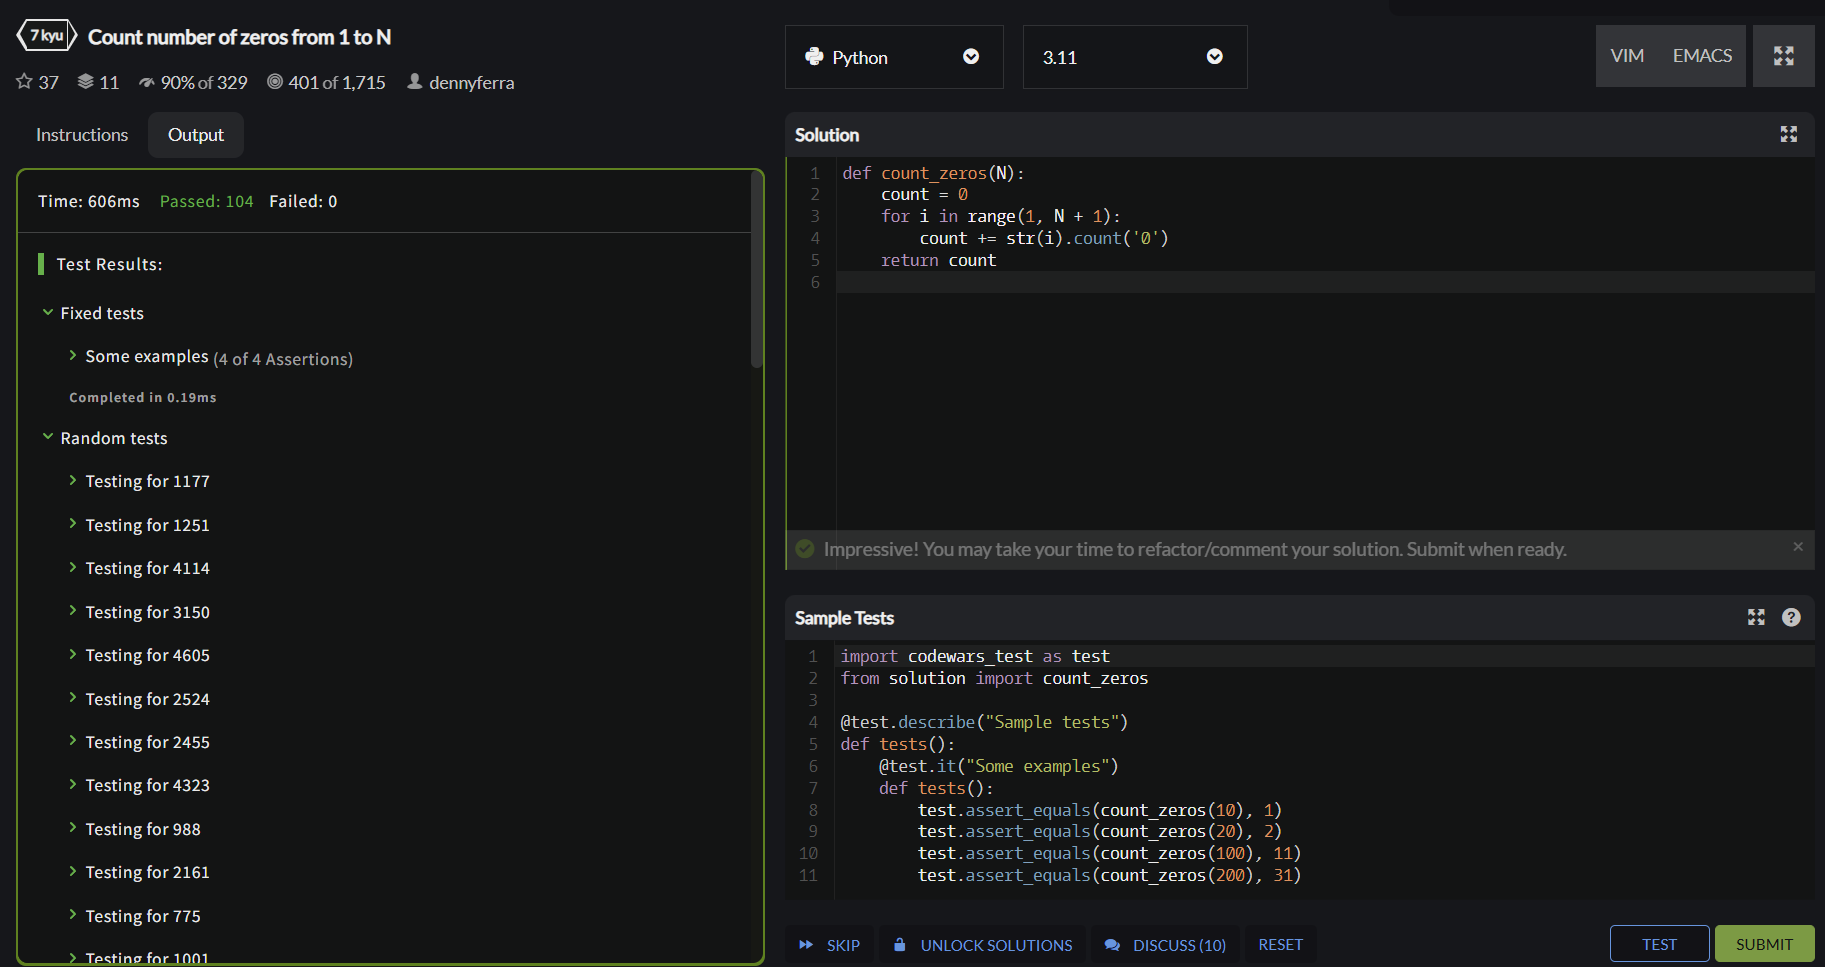 7 kyu Count number of zeros from 1 to N
37 11 90% of 329 401 of 1,715 dennyferra
Instructions Output
Time: 606ms Passed: 104 Failed: 0
Test Results:
Fixed tests
Some examples (4 of 4 Assertions)
Completed in 0.19ms
Random tests
Testing for 1177
Testing for 1251
Testing for 4114
Testing for 3150
Testing for 4605
Testing for 2524
Testing for 2455
Testing for 4323
Testing for 988
Testing for 2161
Testing for 775
Testing for 1001
Python 3.11 VIM EMACS
Solution
1 def count_zeros(N):
2     count = 0
3     for i in range(1, N + 1):
4         count += str(i).count('0')
5     return count
6
Impressive! You may take your time to refactor/comment your solution. Submit when ready. ×
Sample Tests ?
1 import codewars_test as test
2 from solution import count_zeros
3
4 @test.describe("Sample tests")
5 def tests():
6     @test.it("Some examples")
7     def tests():
8         test.assert_equals(count_zeros(10), 1)
9         test.assert_equals(count_zeros(20), 2)
10         test.assert_equals(count_zeros(100), 11)
11         test.assert_equals(count_zeros(200), 31)
SKIP UNLOCK SOLUTIONS DISCUSS (10) RESET TEST SUBMIT